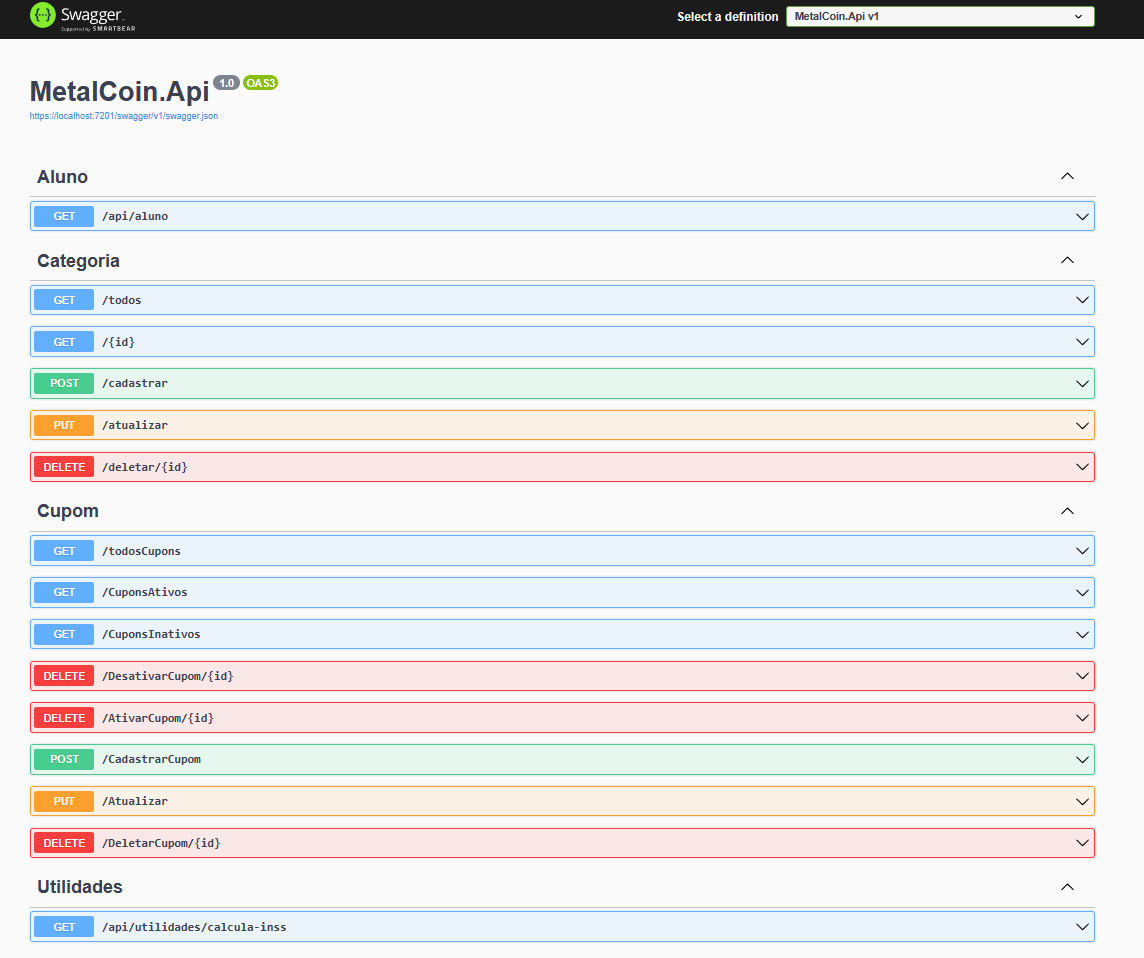 Swagger.
Supported by SMARTBEAR
Select a definition
MetalCoin.Api v1
MetalCoin.Api 1.0 OAS3
https://localhost:7201/swagger/v1/swagger.json
Aluno
GET /api/aluno
Categoria
GET /todos
GET /{id}
POST /cadastrar
PUT /atualizar
DELETE /deletar/{id}
Cupom
GET /todosCupons
GET /CuponsAtivos
GET /CuponsInativos
DELETE /DesativarCupom/{id}
DELETE /AtivarCupom/{id}
POST /CadastrarCupom
PUT /Atualizar
DELETE /DeletarCupom/{id}
Utilidades
GET /api/utilidades/calcula-inss